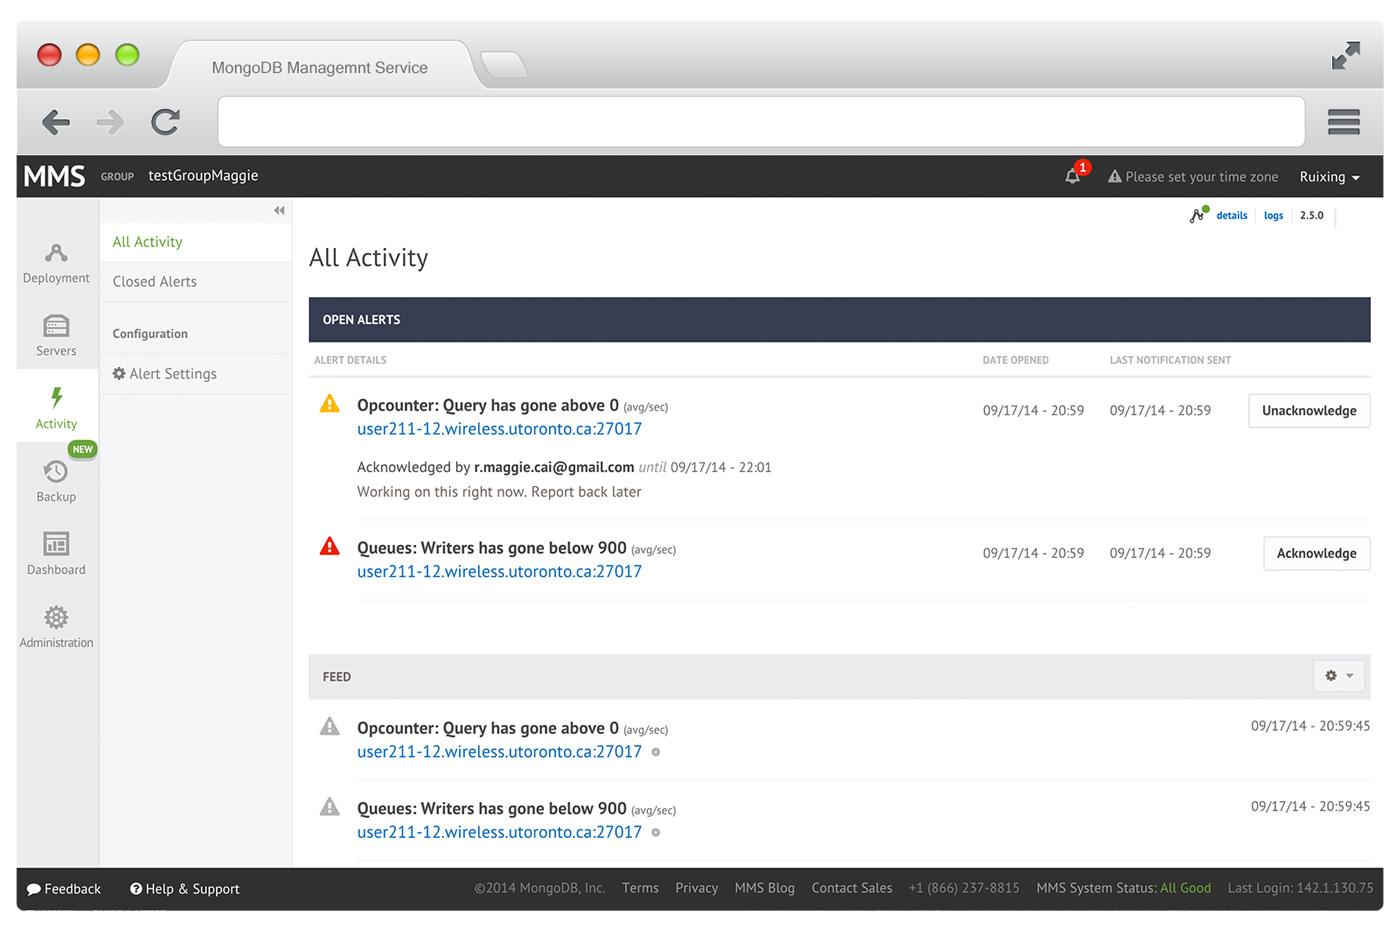 MongoDB Managemnt Service
MMS GROUP testGroupMaggie
1
Please set your time zone
Ruixing
details logs 2.5.0
Deployment
Servers
Activity
NEW
Backup
Dashboard
Administration
All Activity
Closed Alerts
Configuration
Alert Settings
All Activity
OPEN ALERTS
ALERT DETAILS DATE OPENED LAST NOTIFICATION SENT
Opcounter: Query has gone above 0 (avg/sec)
user211-12.wireless.utoronto.ca:27017
09/17/14 - 20:59 09/17/14 - 20:59 Unacknowledge
Acknowledged by r.maggie.cai@gmail.com until 09/17/14 - 22:01
Working on this right now. Report back later
Queues: Writers has gone below 900 (avg/sec)
user211-12.wireless.utoronto.ca:27017
09/17/14 - 20:59 09/17/14 - 20:59 Acknowledge
FEED
Opcounter: Query has gone above 0 (avg/sec) 09/17/14 - 20:59:45
user211-12.wireless.utoronto.ca:27017
Queues: Writers has gone below 900 (avg/sec) 09/17/14 - 20:59:45
user211-12.wireless.utoronto.ca:27017
Feedback Help & Support ©2014 MongoDB, Inc. Terms Privacy MMS Blog Contact Sales +1 (866) 237-8815 MMS System Status: All Good Last Login: 142.1.130.75